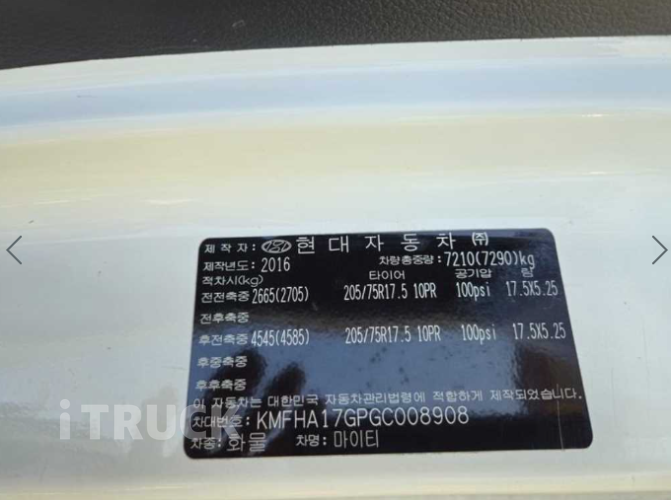 제 작 자: 현 대 자 동 차 ㈜
제작년도: 2016 차량총중량: 7210(7290)kg
적차시(kg) 타이어 공기압 림
전전축중 2665(2705) 205/75R17.5 10PR 100psi 17.5X5.25
전후축중
후전축중 4545(4585) 205/75R17.5 10PR 100psi 17.5X5.25
후중축중
후후축중
이 자동차는 대한민국 자동차관리법령에 적합하게 제작되었습니다.
차대번호: KMFHA17GPGC008908
차종: 화물 차명: 마이티
iTRUCK